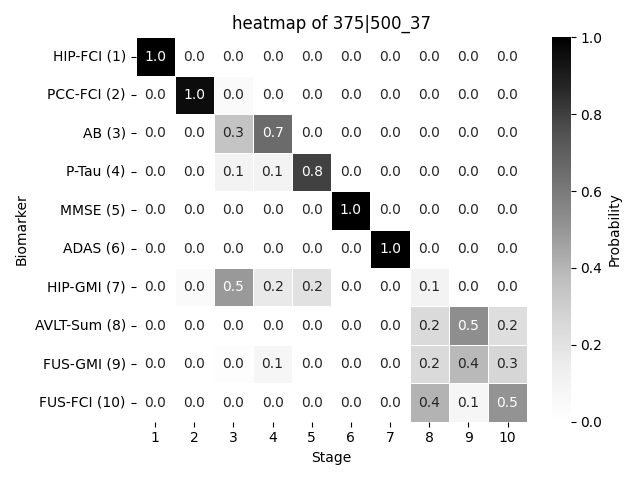 heatmap of 375|500_37
HIP-FCI (1) 1.0 0.0 0.0 0.0 0.0 0.0 0.0 0.0 0.0 0.0
PCC-FCI (2) 0.0 1.0 0.0 0.0 0.0 0.0 0.0 0.0 0.0 0.0
AB (3) 0.0 0.0 0.3 0.7 0.0 0.0 0.0 0.0 0.0 0.0
P-Tau (4) 0.0 0.0 0.1 0.1 0.8 0.0 0.0 0.0 0.0 0.0
MMSE (5) 0.0 0.0 0.0 0.0 0.0 1.0 0.0 0.0 0.0 0.0
ADAS (6) 0.0 0.0 0.0 0.0 0.0 0.0 1.0 0.0 0.0 0.0
HIP-GMI (7) 0.0 0.0 0.5 0.2 0.2 0.0 0.0 0.1 0.0 0.0
AVLT-Sum (8) 0.0 0.0 0.0 0.0 0.0 0.0 0.0 0.2 0.5 0.2
FUS-GMI (9) 0.0 0.0 0.0 0.1 0.0 0.0 0.0 0.2 0.4 0.3
FUS-FCI (10) 0.0 0.0 0.0 0.0 0.0 0.0 0.0 0.4 0.1 0.5
1 2 3 4 5 6 7 8 9 10
Stage
Biomarker
1.0
0.8
0.6
0.4
0.2
0.0
Probability